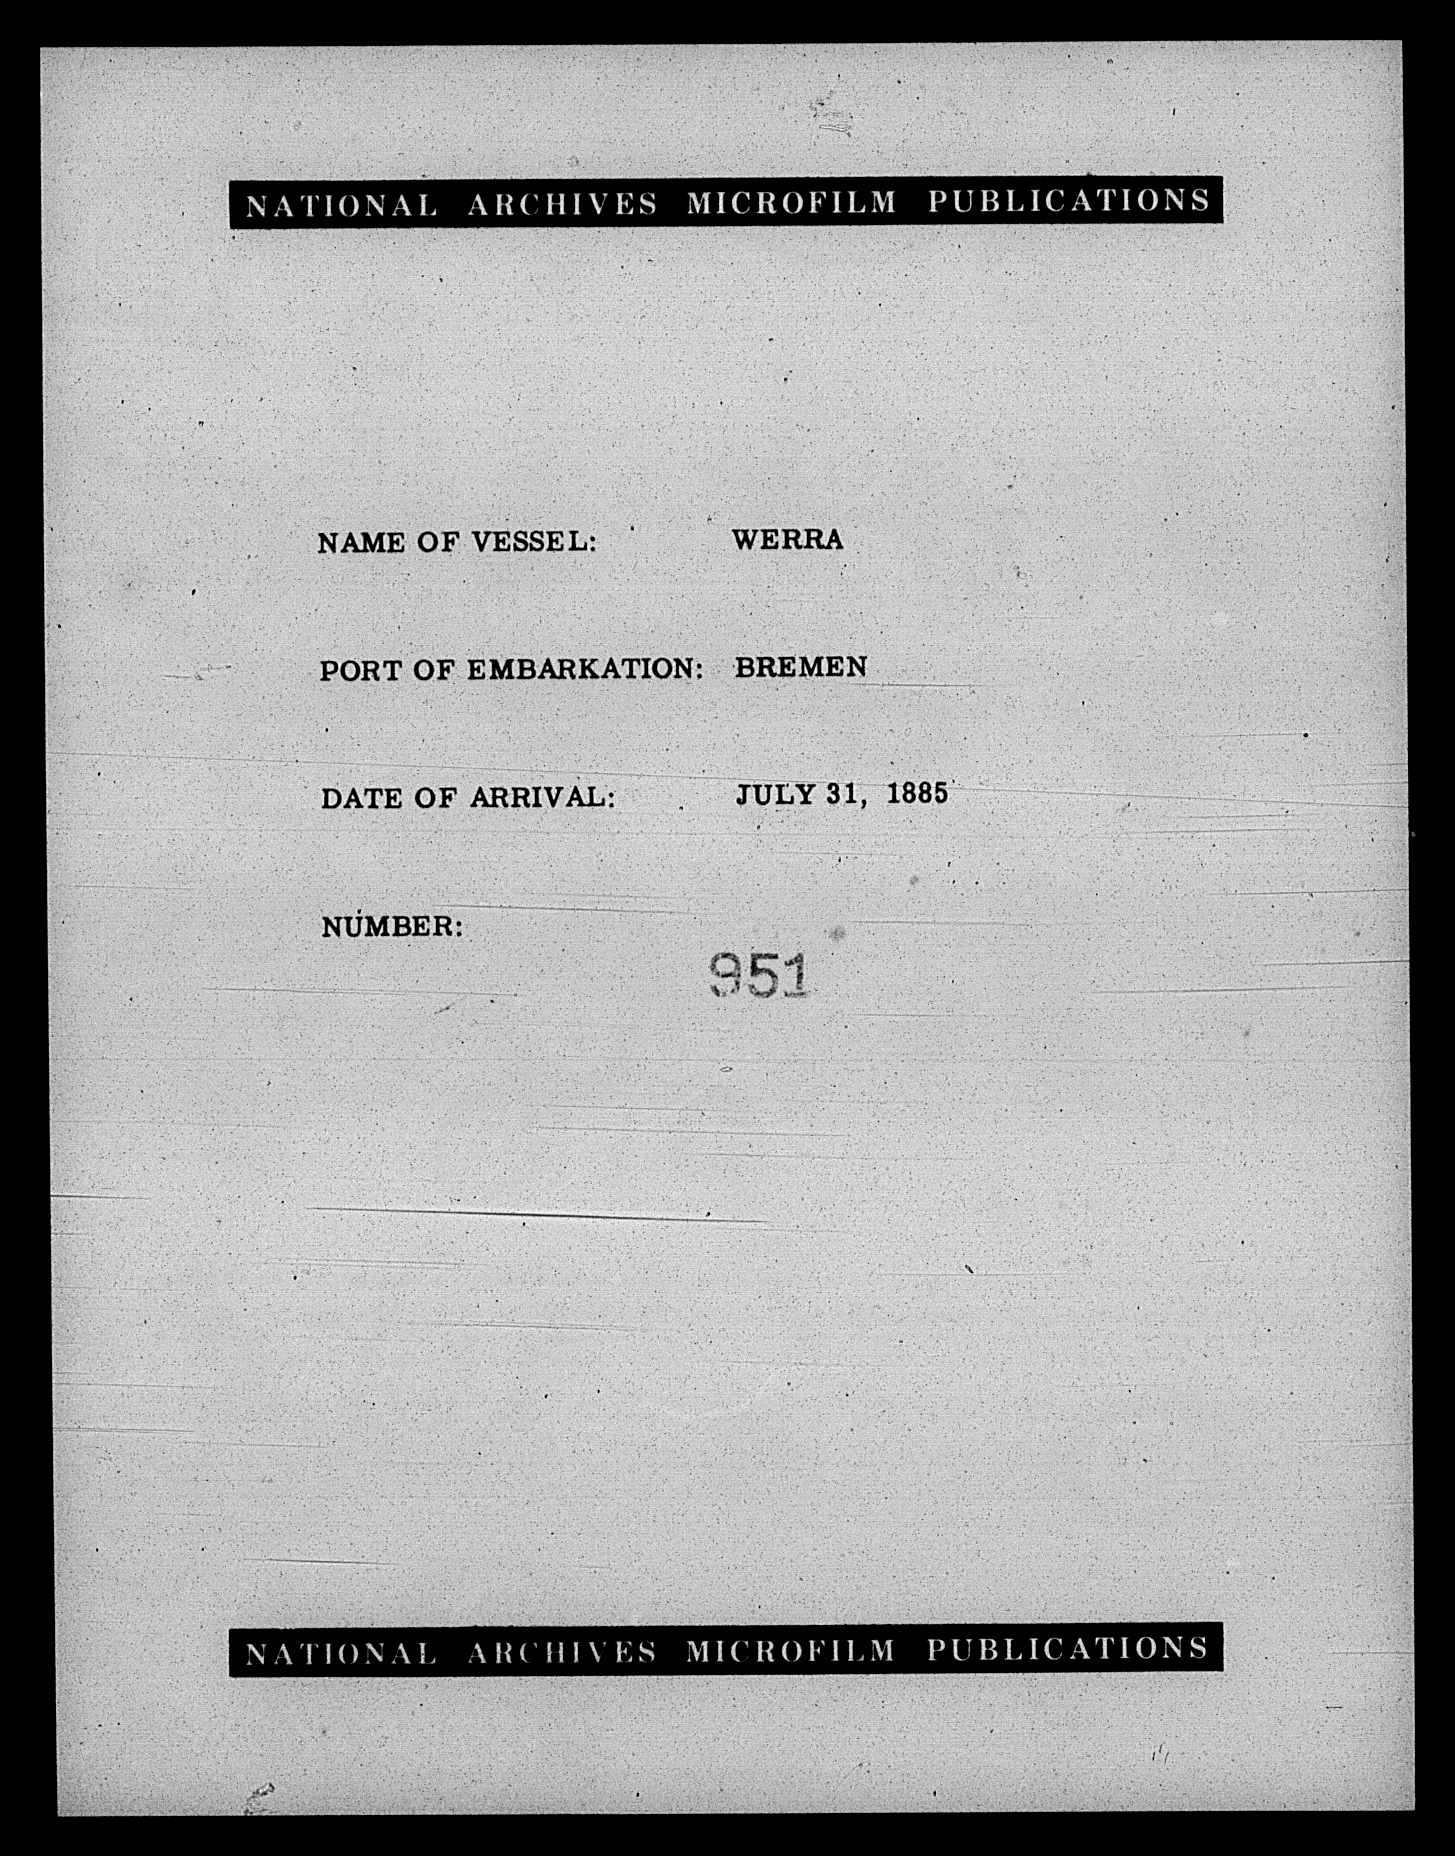 NATIONAL ARCHIVES MICROFILM PUBLICATIONS
NAME OF VESSEL: WERRA
PORT OF EMBARKATION: BREMEN
DATE OF ARRIVAL: JULY 31, 1885
NUMBER:
951
NATIONAL ARCHIVES MICROFILM PUBLICATIONS